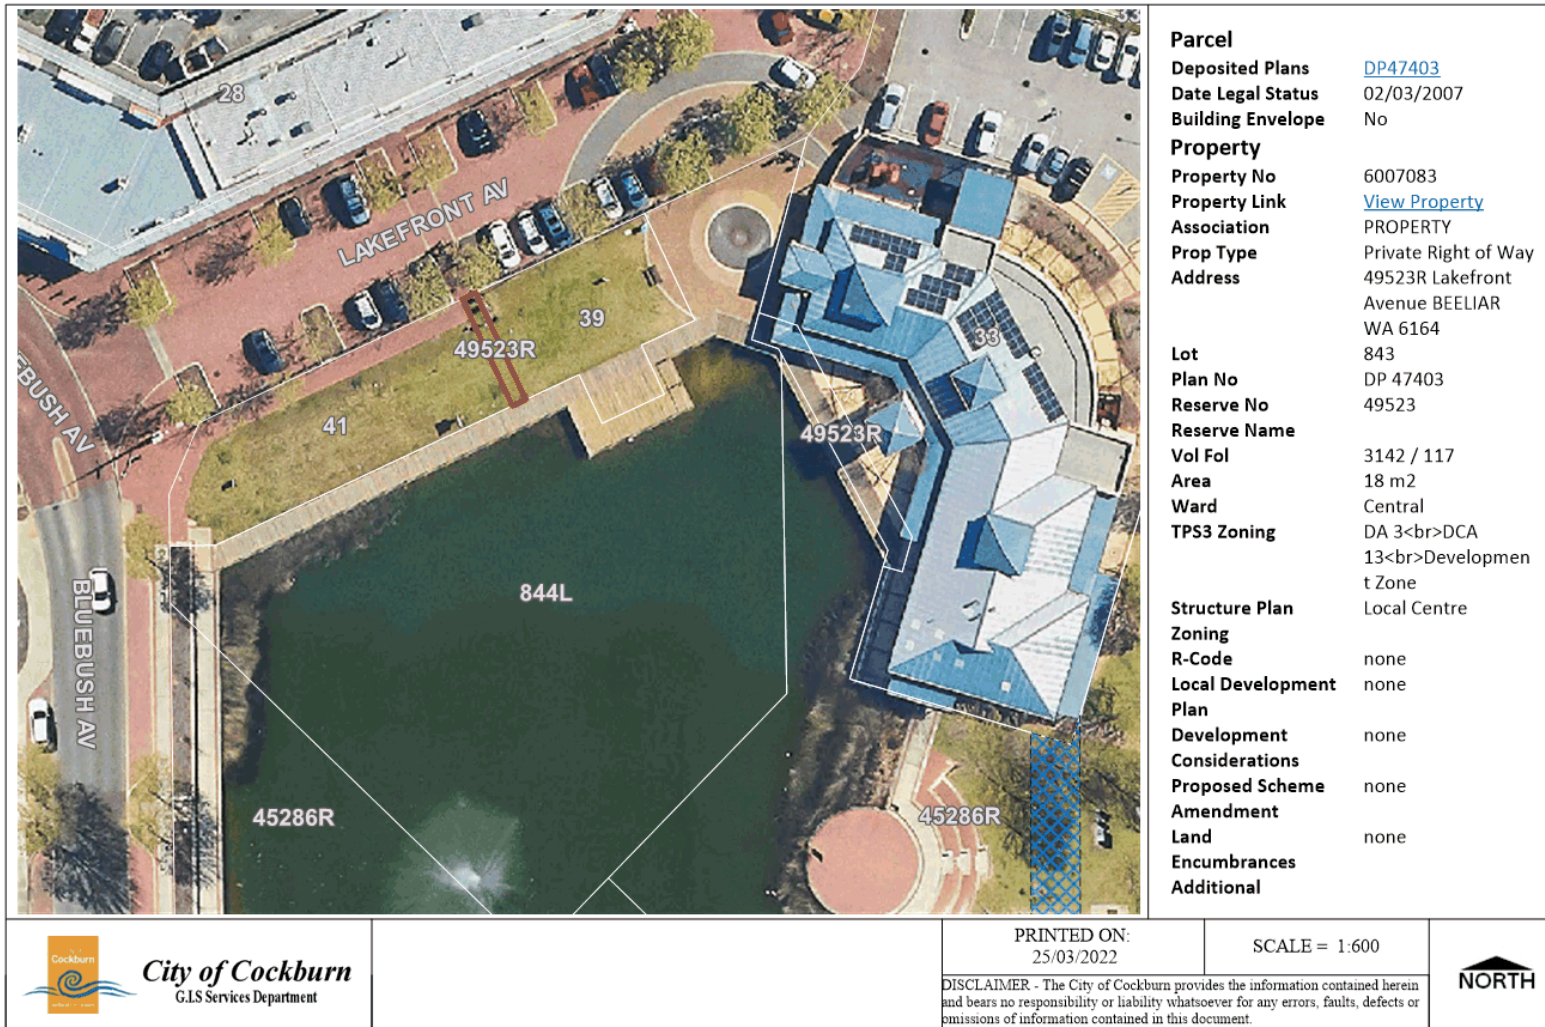 33
28
LAKEFRONT AV
39
49523R
33
EBUSH AV
41
49523R
844L
BLUEBUSH AV
45286R
45286R
Parcel
Deposited Plans DP47403
Date Legal Status 02/03/2007
Building Envelope No
Property
Property No 6007083
Property Link View Property
Association PROPERTY
Prop Type Private Right of Way
Address 49523R Lakefront
Avenue BEELIAR
WA 6164
Lot 843
Plan No DP 47403
Reserve No 49523
Reserve Name
Vol Fol 3142 / 117
Area 18 m2
Ward Central
TPS3 Zoning DA 3<br>DCA
13<br>Developmen
t Zone
Structure Plan Local Centre
Zoning
R-Code none
Local Development none
Plan
Development none
Considerations
Proposed Scheme none
Amendment
Land none
Encumbrances
Additional
Cockburn
City of Cockburn
G.I.S Services Department
PRINTED ON:
25/03/2022
SCALE = 1:600
DISCLAIMER - The City of Cockburn provides the information contained herein
and bears no responsibility or liability whatsoever for any errors, faults, defects or
omissions of information contained in this document.
NORTH